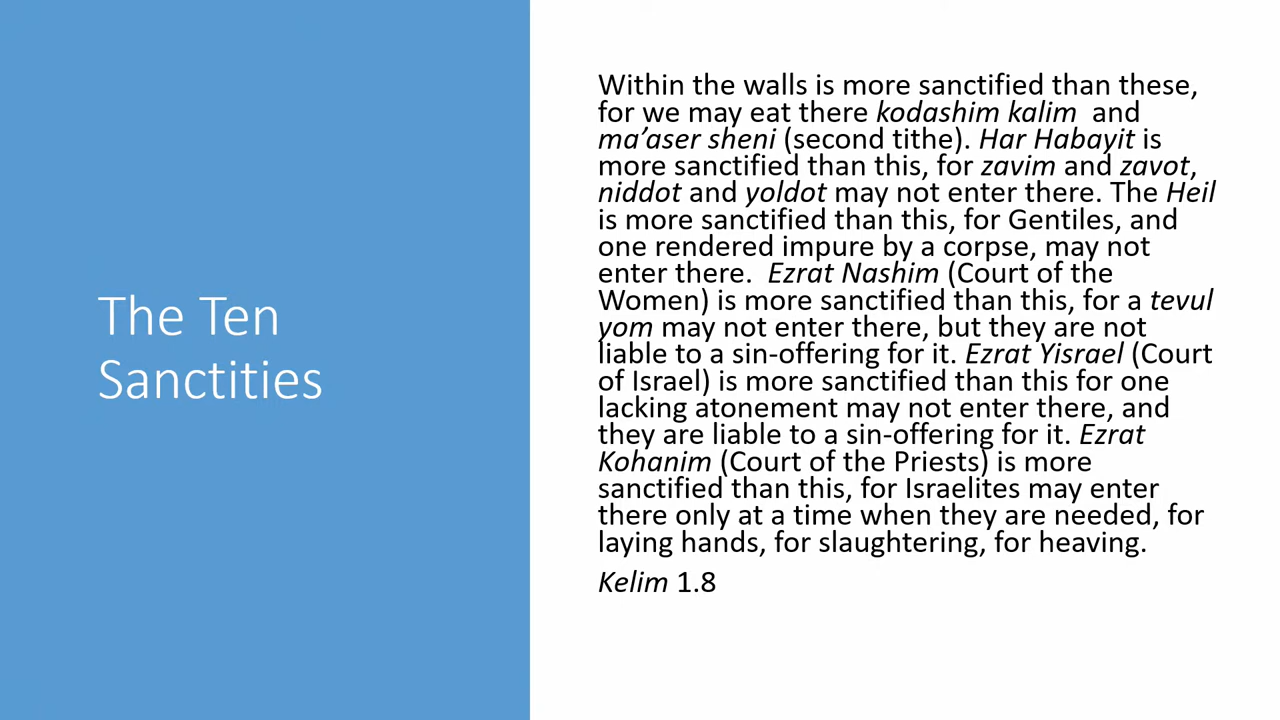 The Ten
Sanctities
Within the walls is more sanctified than these,
for we may eat there kodashim kalim  and
ma’aser sheni (second tithe). Har Habayit is
more sanctified than this, for zavim and zavot,
niddot and yoldot may not enter there. The Heil
is more sanctified than this, for Gentiles, and
one rendered impure by a corpse, may not
enter there.  Ezrat Nashim (Court of the
Women) is more sanctified than this, for a tevul
yom may not enter there, but they are not
liable to a sin-offering for it. Ezrat Yisrael (Court
of Israel) is more sanctified than this for one
lacking atonement may not enter there, and
they are liable to a sin-offering for it. Ezrat
Kohanim (Court of the Priests) is more
sanctified than this, for Israelites may enter
there only at a time when they are needed, for
laying hands, for slaughtering, for heaving.
Kelim 1.8